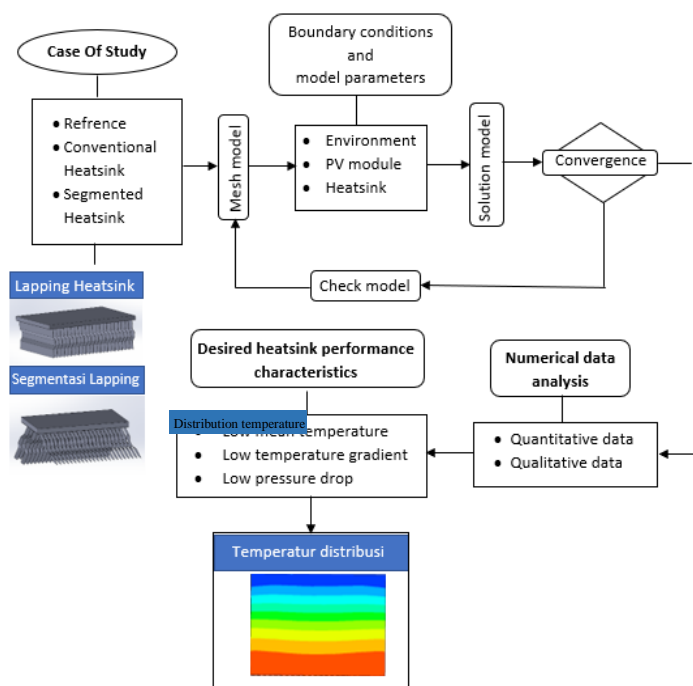 Case Of Study
Refrence
Conventional
Heatsink
Segmented
Heatsink
Mesh model
Boundary conditions
and
model parameters
Environment
PV module
Heatsink
Solution model
Convergence
Check model
Lapping Heatsink
Segmentasi Lapping
Desired heatsink performance
characteristics
Distribution temperature
Low mean temperature
Low temperature gradient
Low pressure drop
Numerical data
analysis
Quantitative data
Qualitative data
Temperatur distribusi